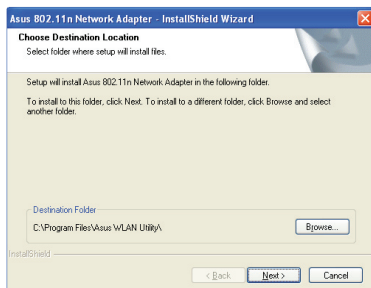 Asus 802.11n Network Adapter - InstallShield Wizard
Choose Destination Location
Select folder where setup will install files.
Setup will install Asus 802.11n Network Adapter in the following folder.
To install to this folder, click Next. To install to a different folder, click Browse and select
another folder.
Destination Folder
C:\Program Files\Asus WLAN Utility\
Browse...
InstallShield
< Back
Next >
Cancel